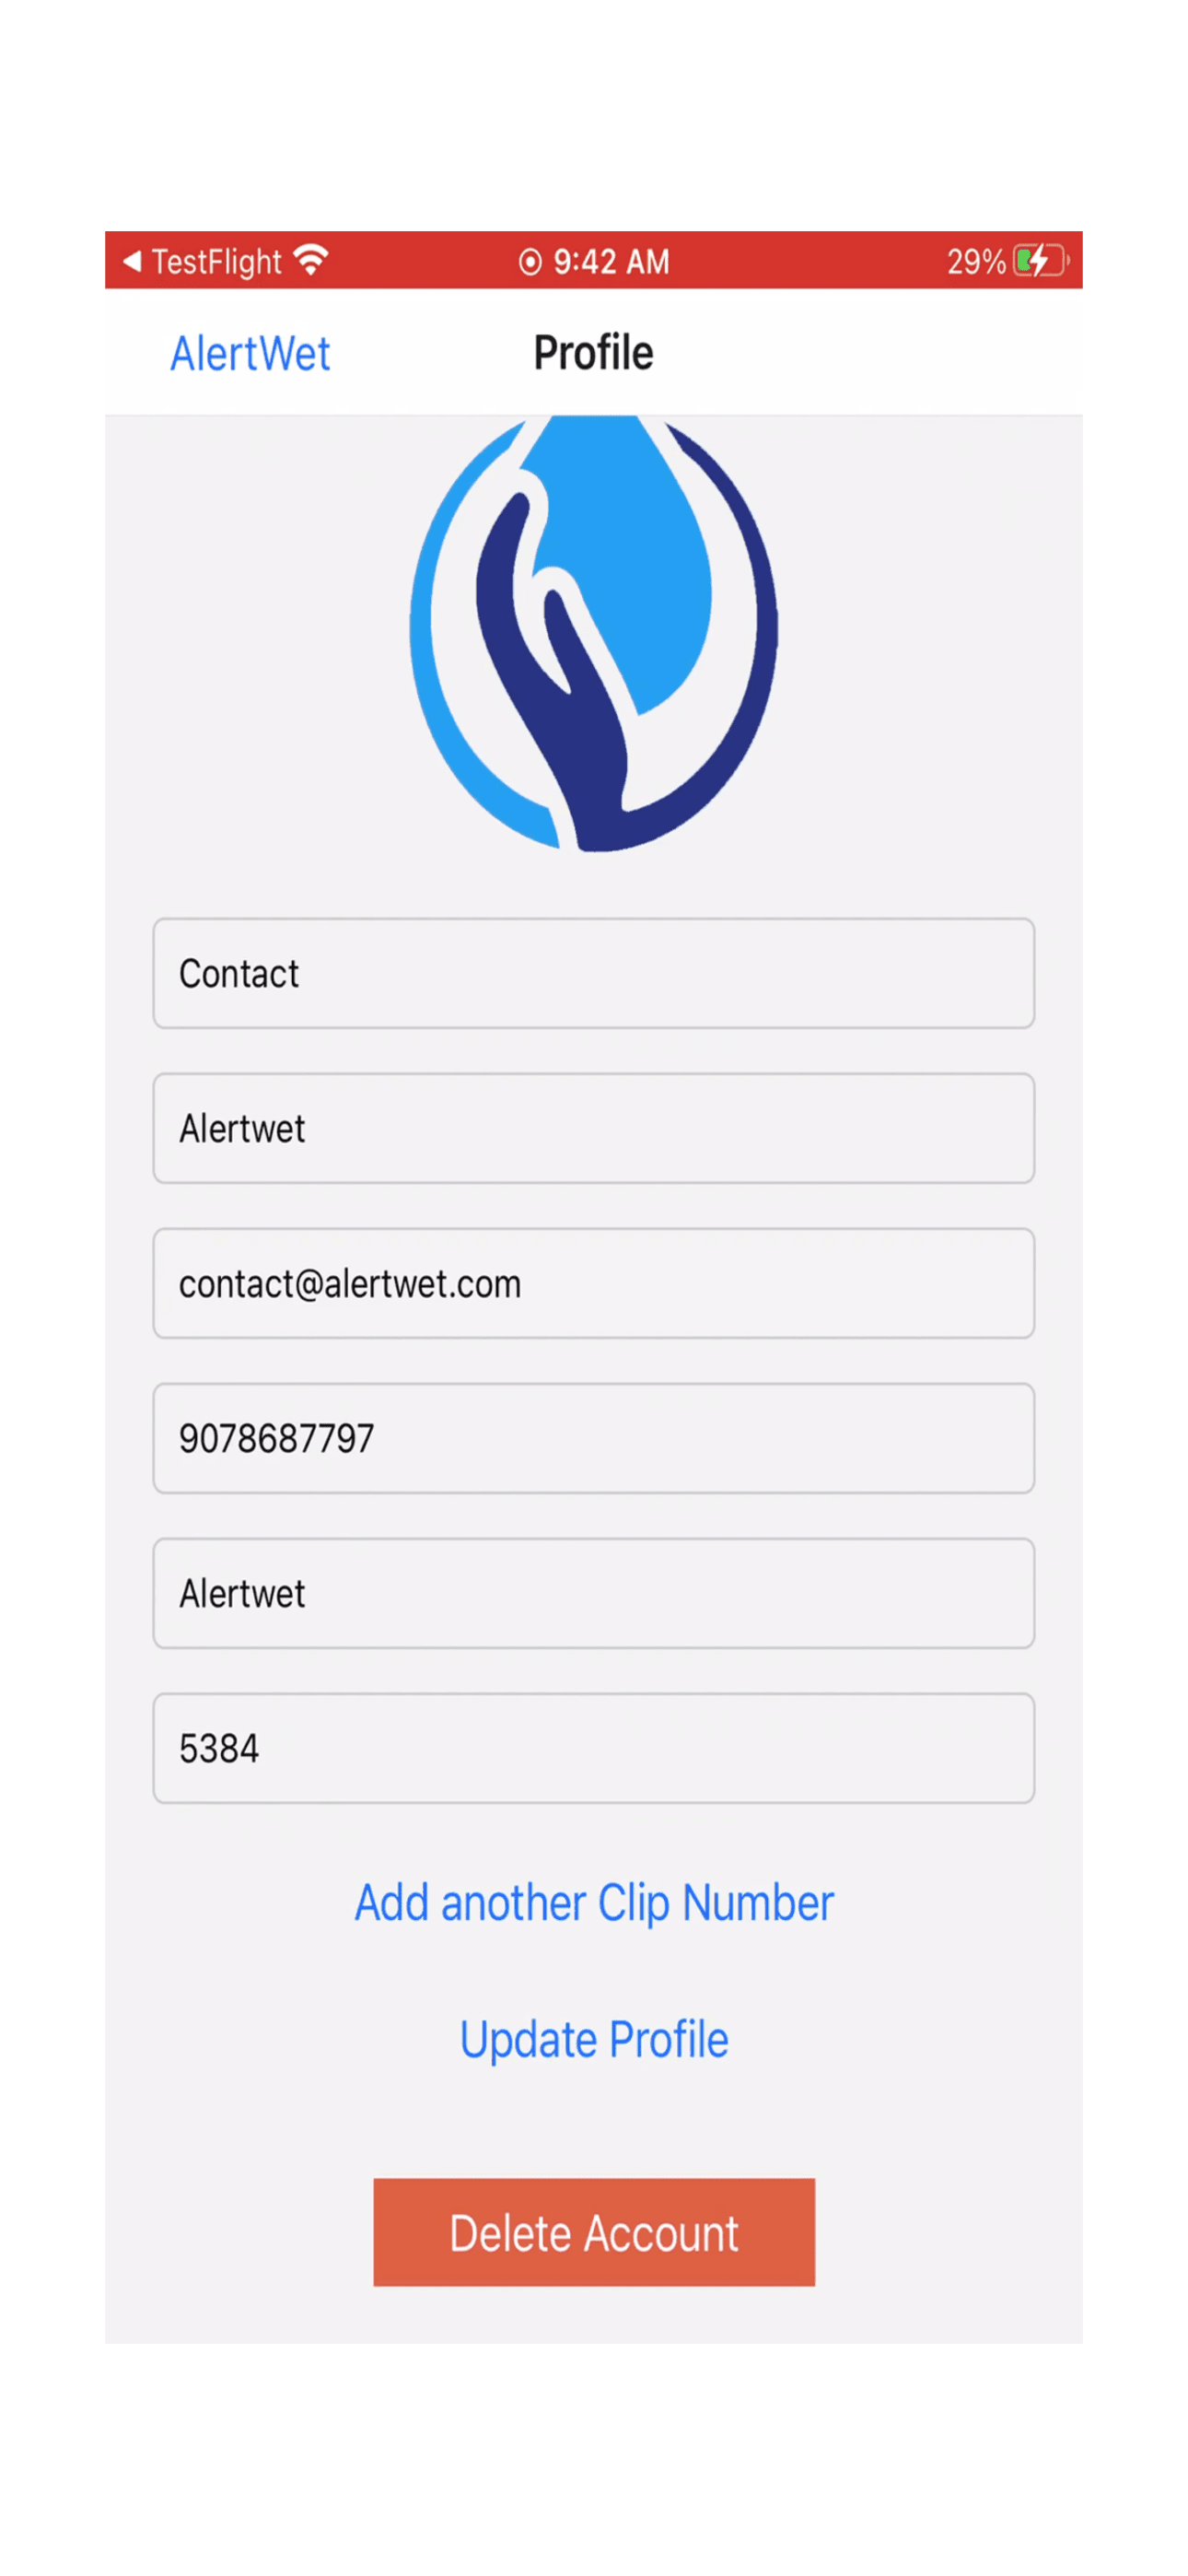 TestFlight 9:42 AM 29%
AlertWet Profile
Contact
Alertwet
contact@alertwet.com
9078687797
Alertwet
5384
Add another Clip Number
Update Profile
Delete Account